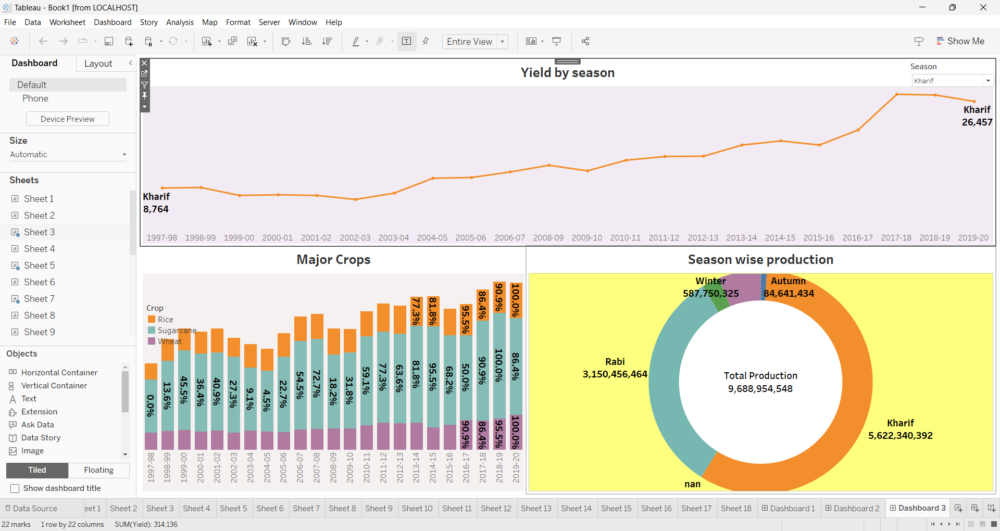 Tableau - Book1 [from LOCALHOST]
File Data Worksheet Dashboard Story Analysis Map Format Server Window Help
Entire View
Show Me
Dashboard
Layout
Default
Phone
Device Preview
Size
Automatic
Sheets
Sheet 1
Sheet 2
Sheet 3
Sheet 4
Sheet 5
Sheet 6
Sheet 7
Sheet 8
Sheet 9
Objects
Horizontal Container
Vertical Container
Text
Extension
Ask Data
Data Story
Image
Tiled Floating
Show dashboard title
Yield by season
Season
Kharif
Kharif
26,457
Kharif
8,764
1997-98 1998-99 1999-00 2000-01 2001-02 2002-03 2003-04 2004-05 2005-06 2006-07 2008-09 2009-10 2010-11 2011-12 2012-13 2013-14 2014-15 2015-16 2016-17 2017-18 2018-19 2019-20
Major Crops
Crop
Rice
Sugarcane
Wheat
77.3% 81.8% 95.5% 86.4% 90.9% 100.0%
0.0% 13.6% 45.5% 36.4% 40.9% 27.3% 9.1% 4.5% 22.7% 54.5% 72.7% 18.2% 31.8% 59.1% 77.3% 63.6% 81.8% 95.5% 68.2% 50.0% 90.9% 100.0% 86.4%
90.9% 86.4% 95.5% 100.0%
1997-98 1998-99 1999-00 2000-01 2001-02 2002-03 2003-04 2004-05 2005-06 2006-07 2007-08 2008-09 2009-10 2010-11 2011-12 2012-13 2013-14 2014-15 2015-16 2016-17 2017-18 2018-19 2019-20
Season wise production
Winter
587,750,325
Autumn
84,641,434
Rabi
3,150,456,464
Total Production
9,688,954,548
Kharif
5,622,340,392
nan
Data Source eet 1 Sheet 2 Sheet 3 Sheet 4 Sheet 5 Sheet 6 Sheet 7 Sheet 8 Sheet 9 Sheet 10 Sheet 11 Sheet 12 Sheet 13 Sheet 14 Sheet 15 Sheet 16 Sheet 17 Sheet 18 Dashboard 1 Dashboard 2 Dashboard 3
22 marks 1 row by 22 columns SUM(Yield): 314,136